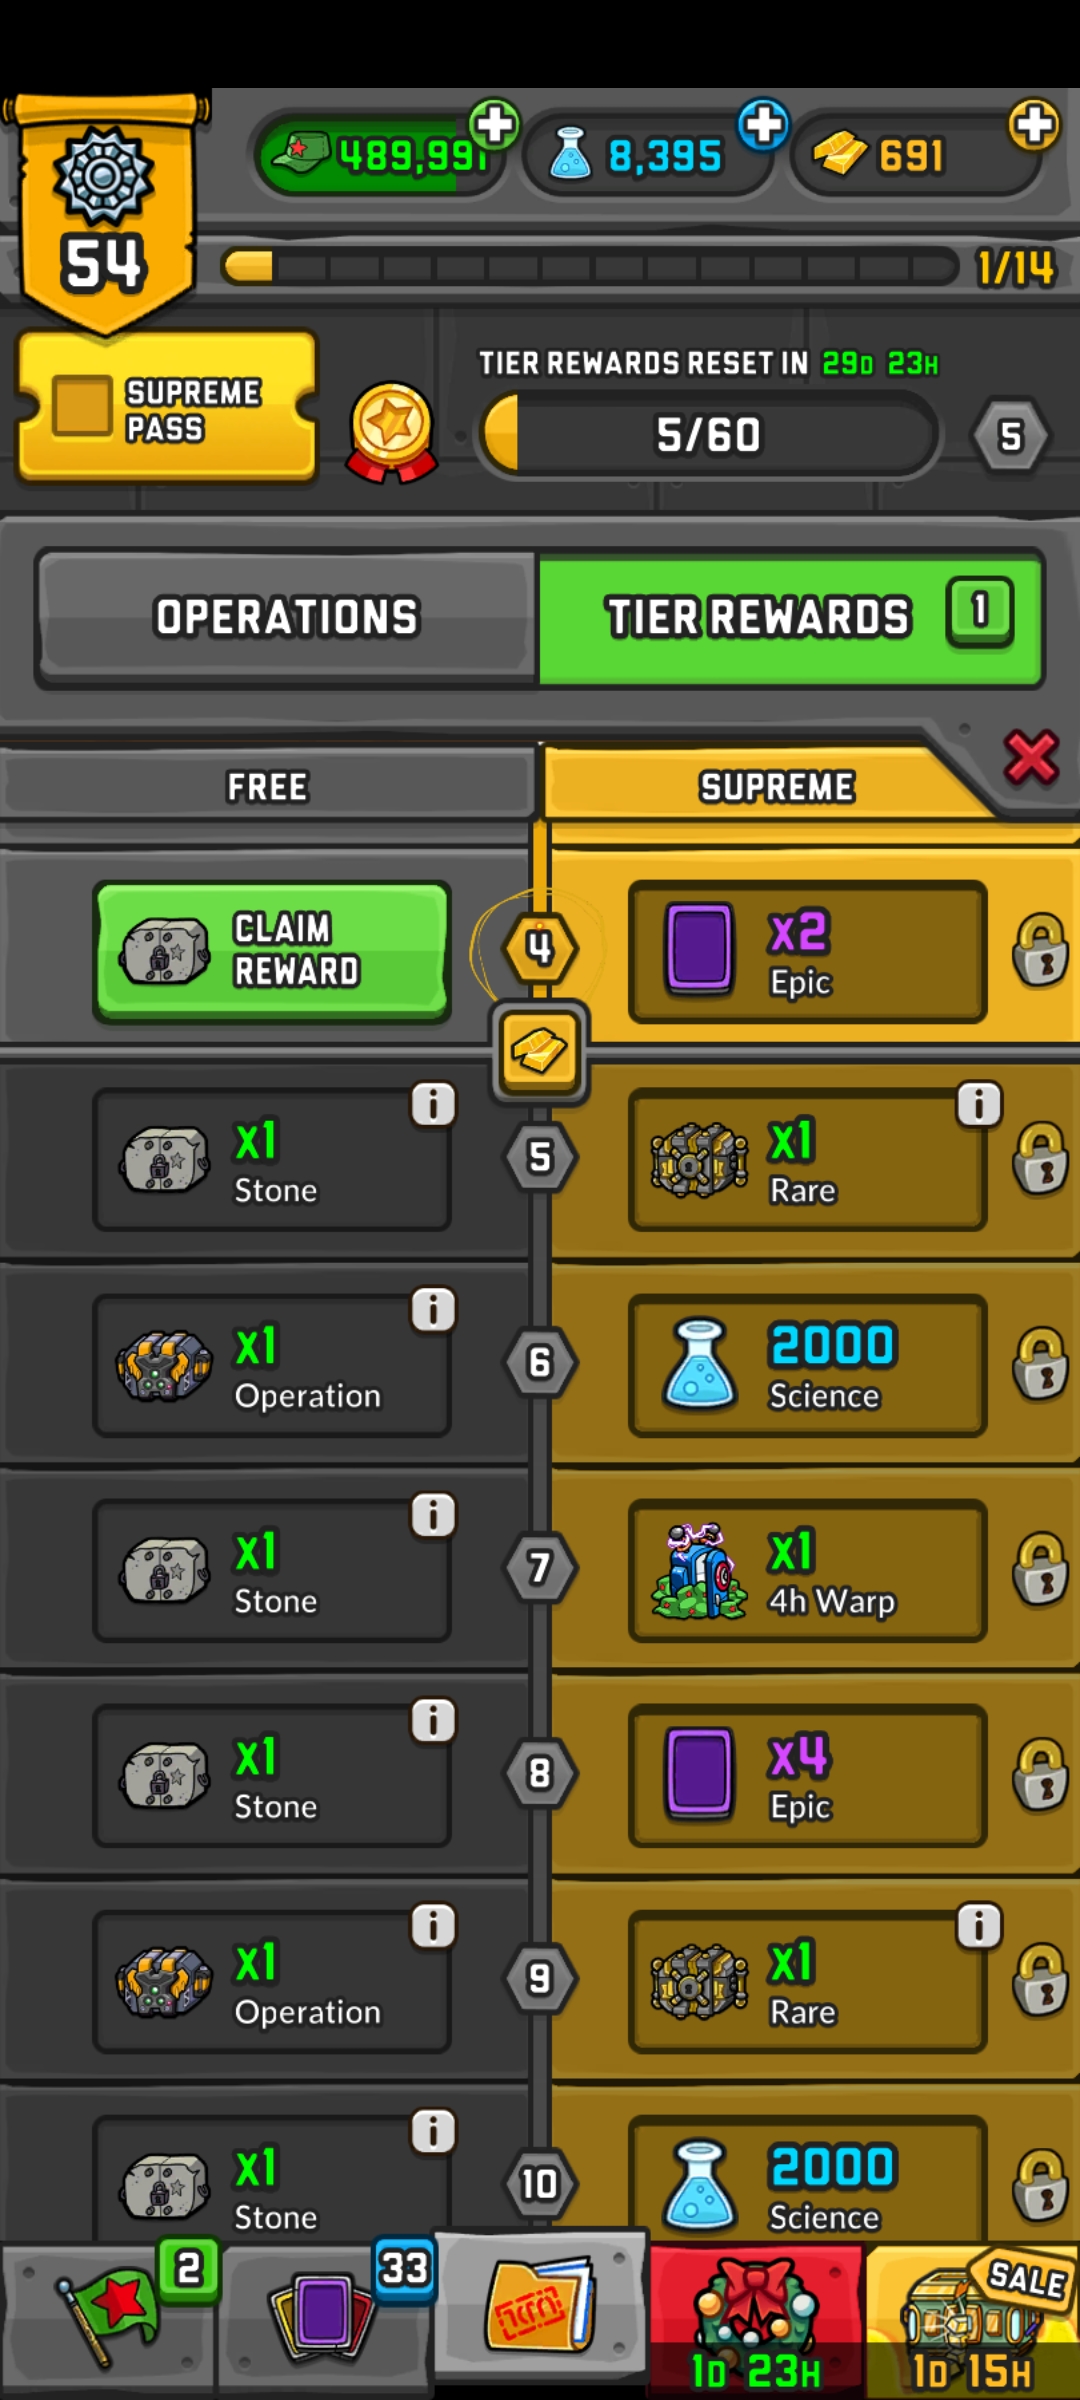 489,991
8,395
691
54
1/14
SUPREME
PASS
TIER REWARDS RESET IN 29D 23H
5/60
5
OPERATIONS
TIER REWARDS 1
FREE
SUPREME
CLAIM
REWARD
4
X2
Epic
X1
Stone
5
X1
Rare
X1
Operation
6
2000
Science
X1
Stone
7
X1
4h Warp
X1
Stone
8
X4
Epic
X1
Operation
9
X1
Rare
X1
Stone
10
2000
Science
2
33
SALE
1D 23H
1D 15H